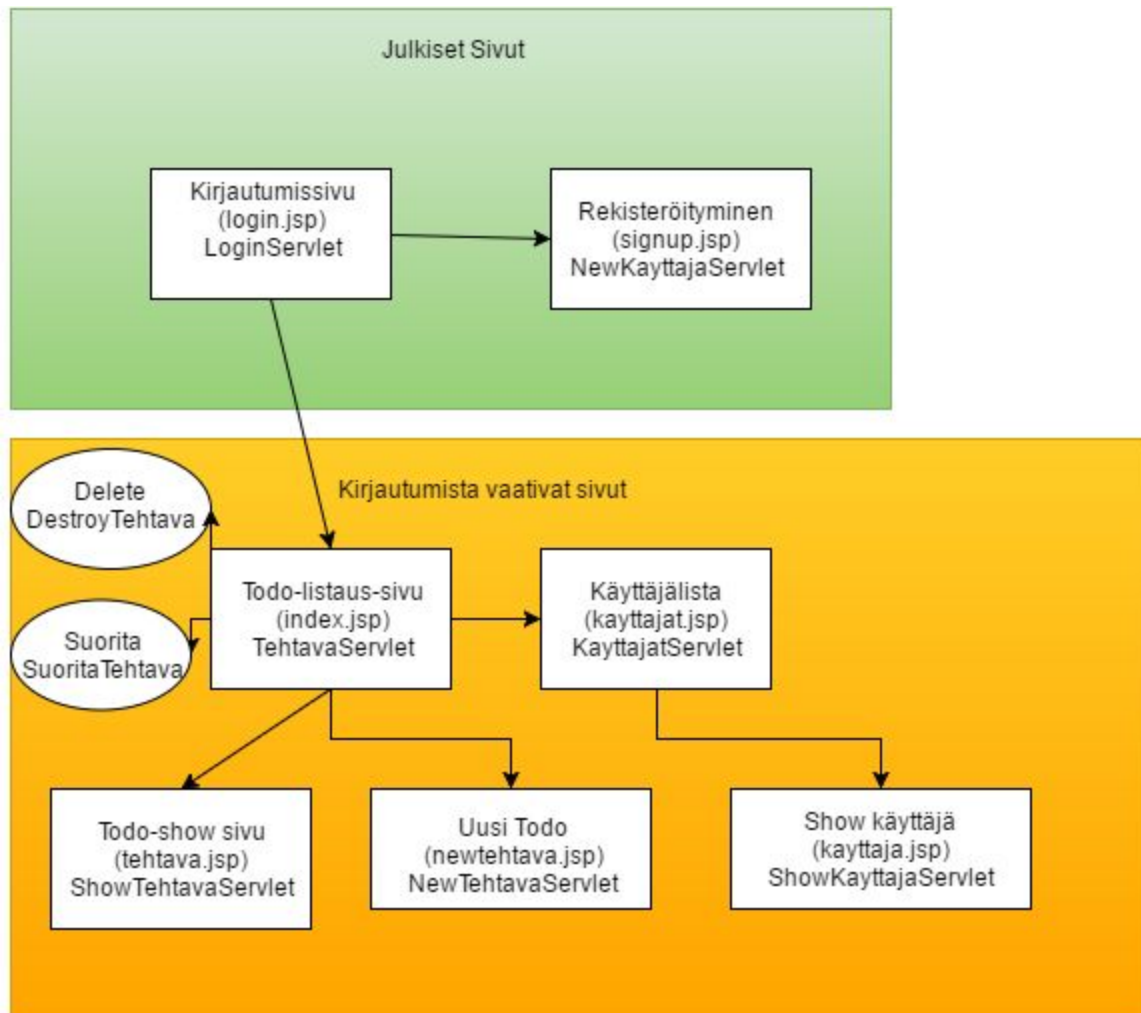 Julkiset Sivut
Kirjautumissivu
(login.jsp)
LoginServlet
Rekisteröityminen
(signup.jsp)
NewKayttajaServlet
Kirjautumista vaativat sivut
Delete
DestroyTehtava
Suorita
SuoritaTehtava
Todo-listaus-sivu
(index.jsp)
TehtavaServlet
Käyttäjälista
(kayttajat.jsp)
KayttajatServlet
Todo-show sivu
(tehtava.jsp)
ShowTehtavaServlet
Uusi Todo
(newtehtava.jsp)
NewTehtavaServlet
Show käyttäjä
(kayttaja.jsp)
ShowKayttajaServlet